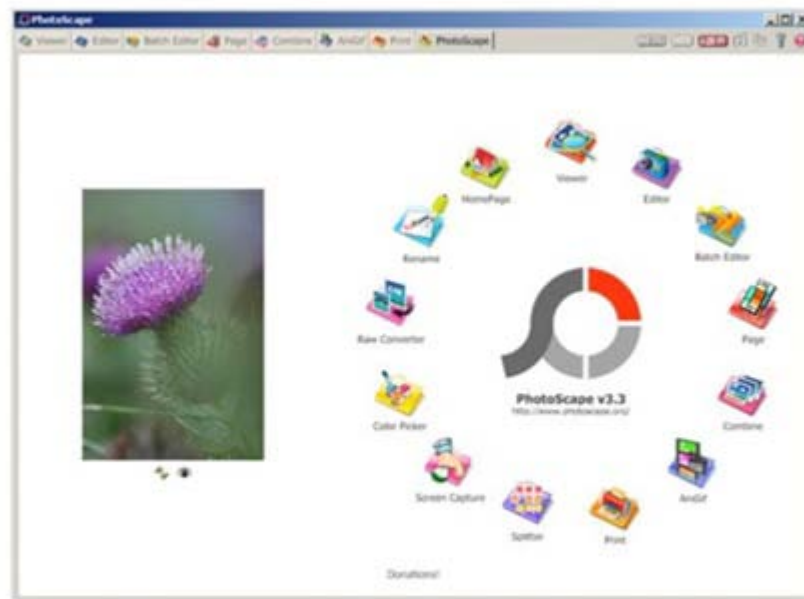 PhotoScape
Viewer Editor Batch Editor Page Combine AniGif Print PhotoScape
Viewer
HomePage
Editor
Rename
Batch Editor
Raw Converter
Page
PhotoScape v3.3
http://www.photoscape.org/
Color Picker
Combine
Screen Capture
AniGif
Splitter
Print
Donations!